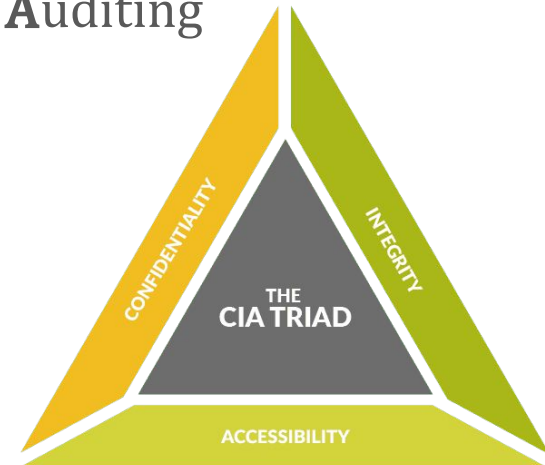 Auditing
CONFIDENTIALITY
INTEGRITY
THE
CIA TRIAD
ACCESSIBILITY